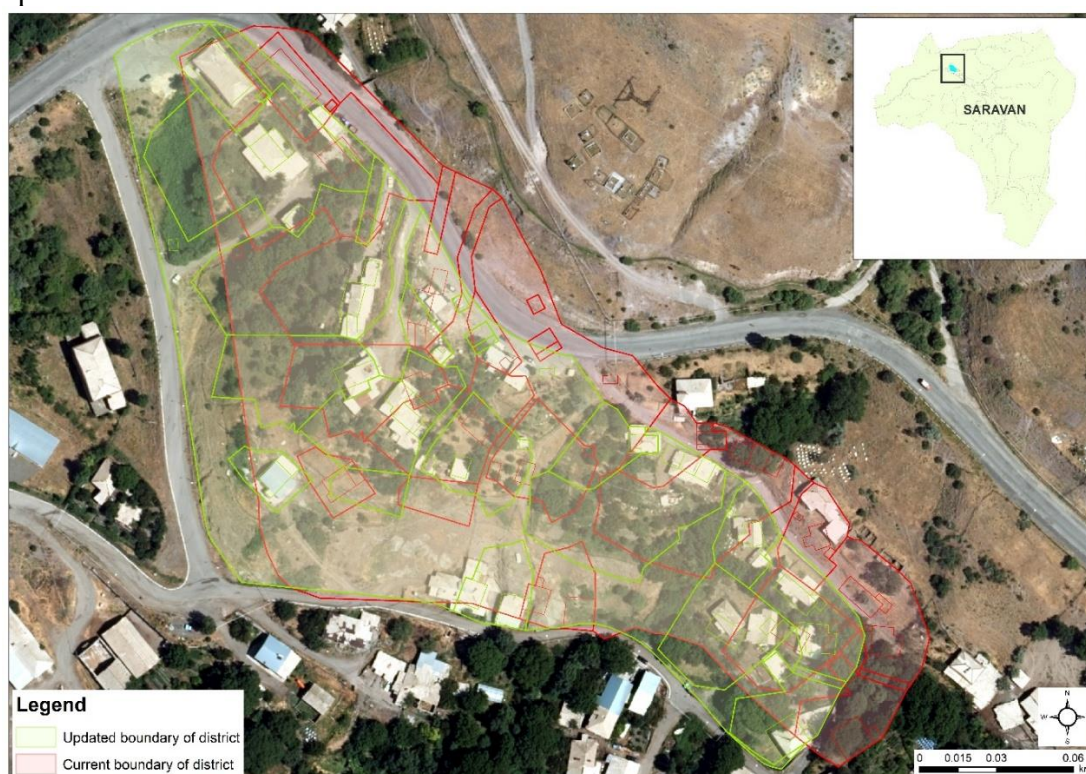 SARAVAN
Legend
Updated boundary of district
Current boundary of district
N
W
S
0 0.015 0.03 0.06